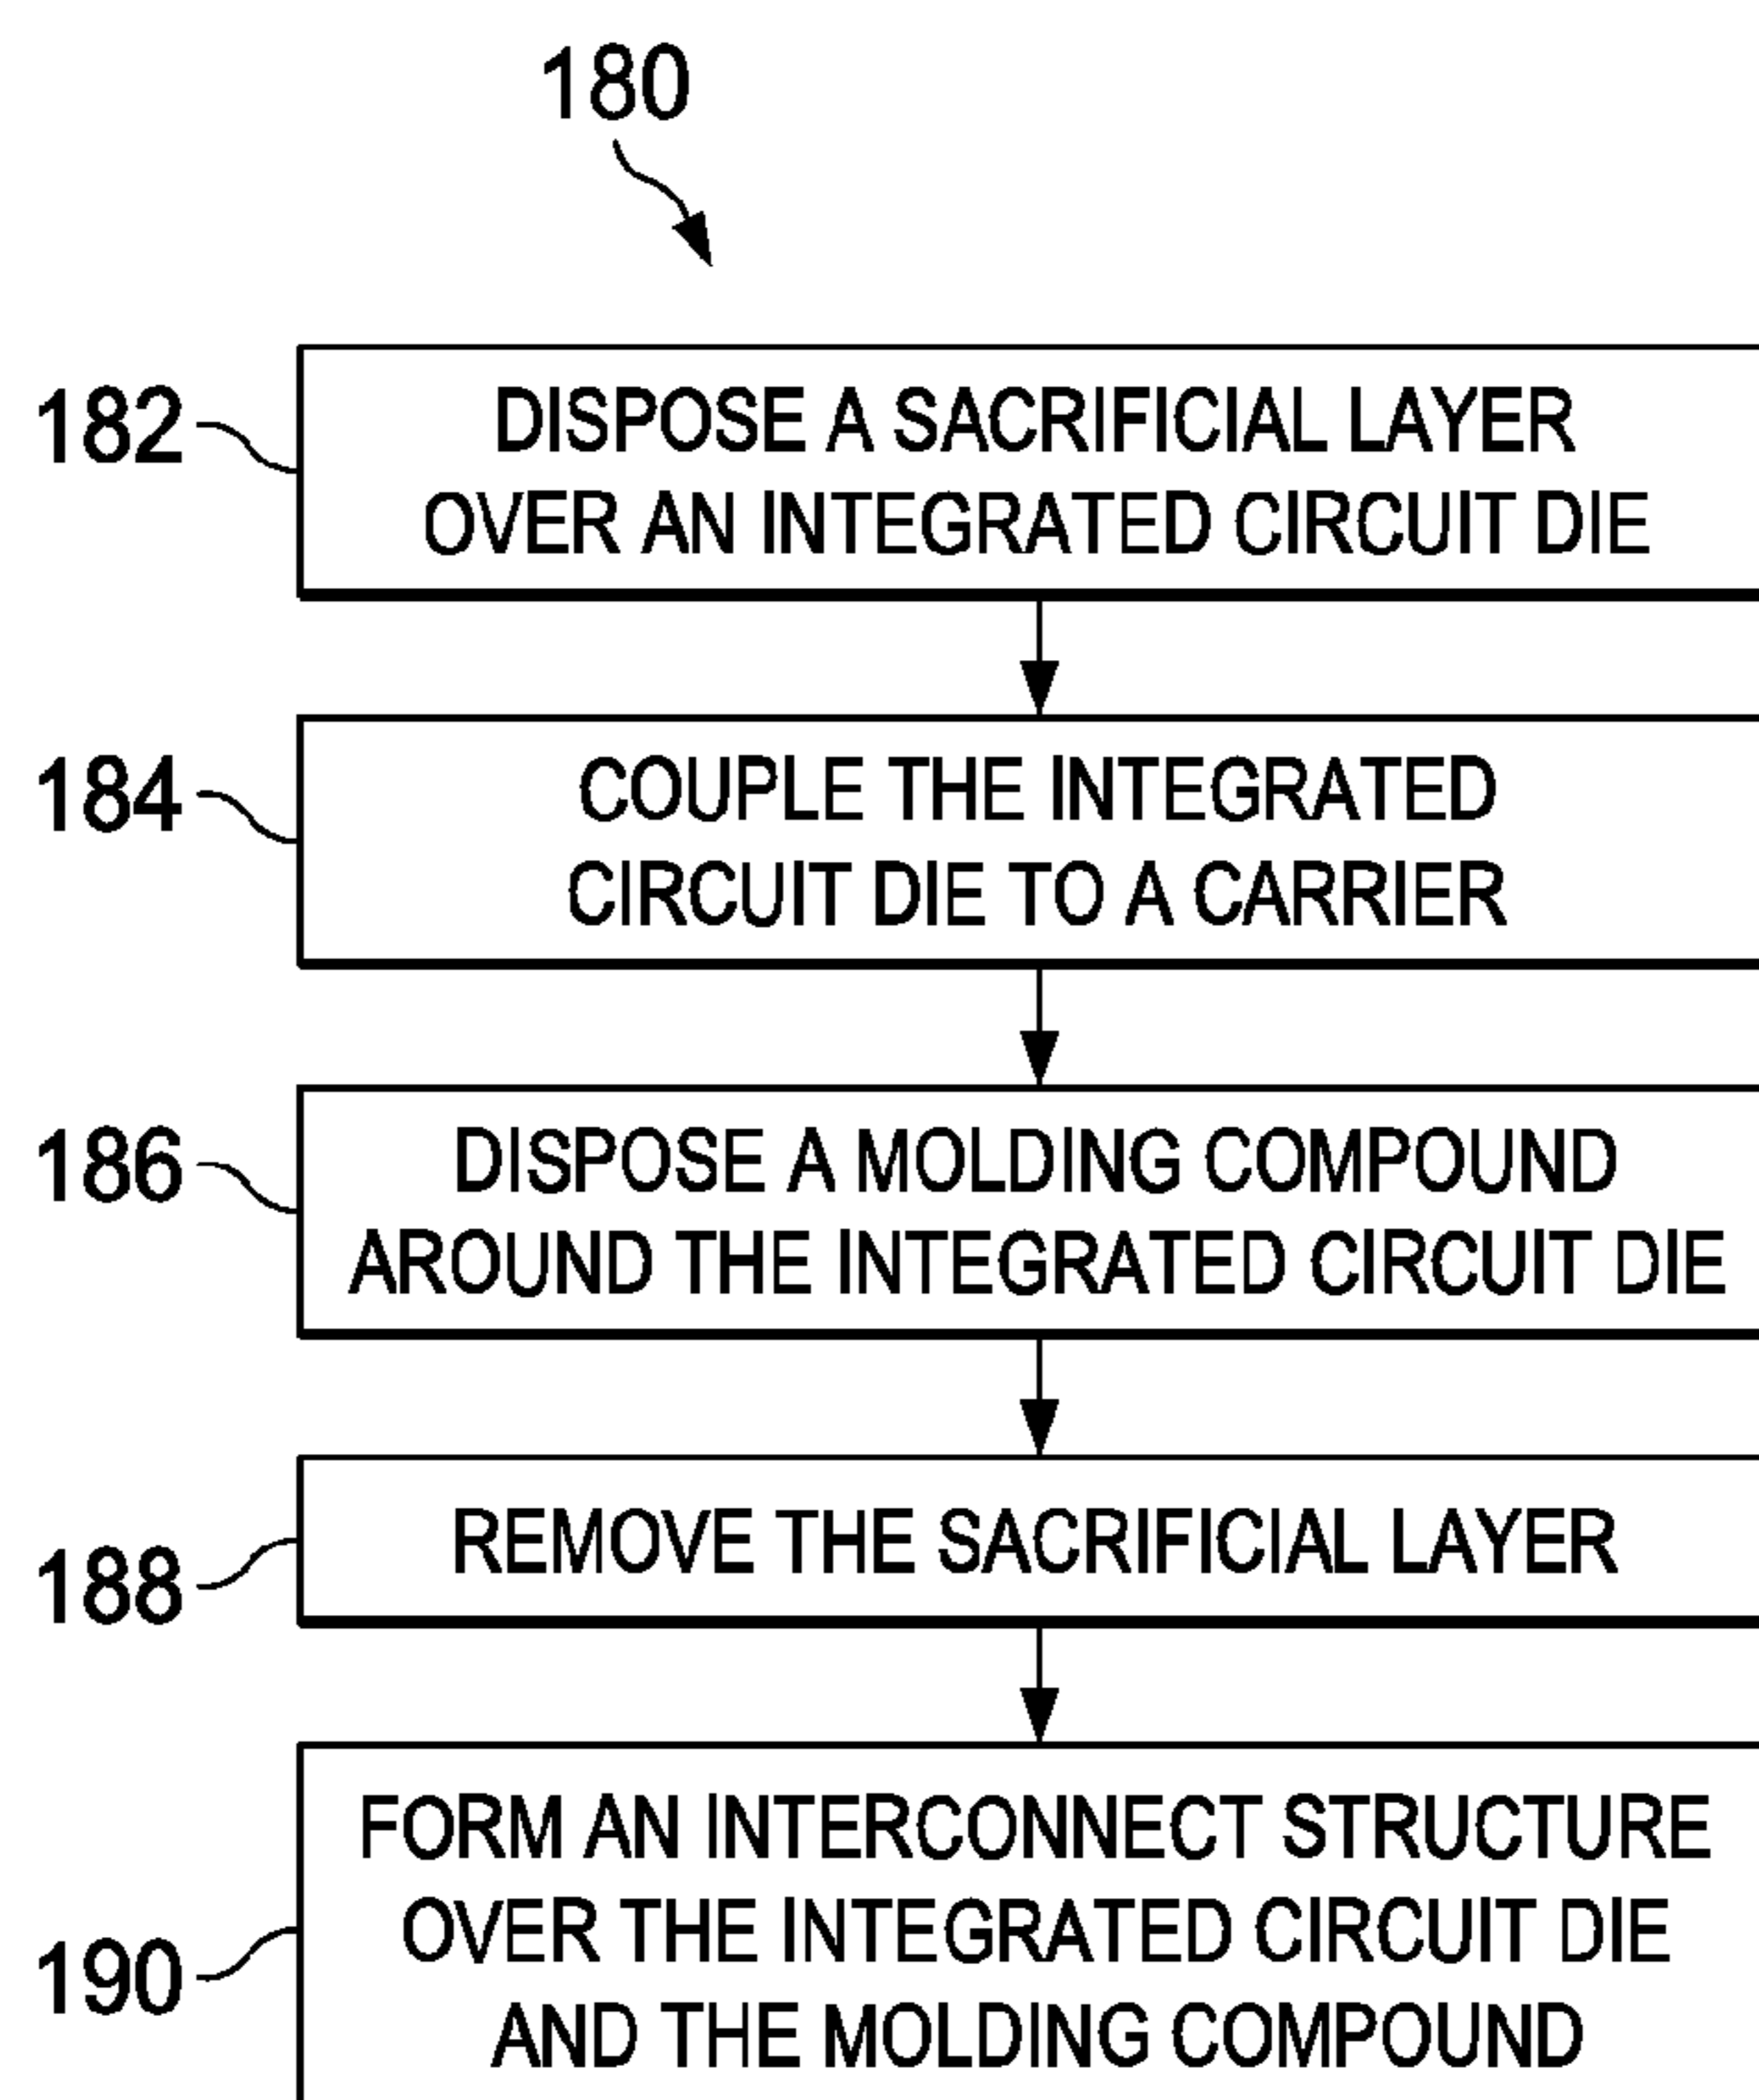 180
182
DISPOSE A SACRIFICIAL LAYER
OVER AN INTEGRATED CIRCUIT DIE
184
COUPLE THE INTEGRATED
CIRCUIT DIE TO A CARRIER
186
DISPOSE A MOLDING COMPOUND
AROUND THE INTEGRATED CIRCUIT DIE
188
REMOVE THE SACRIFICIAL LAYER
190
FORM AN INTERCONNECT STRUCTURE
OVER THE INTEGRATED CIRCUIT DIE
AND THE MOLDING COMPOUND